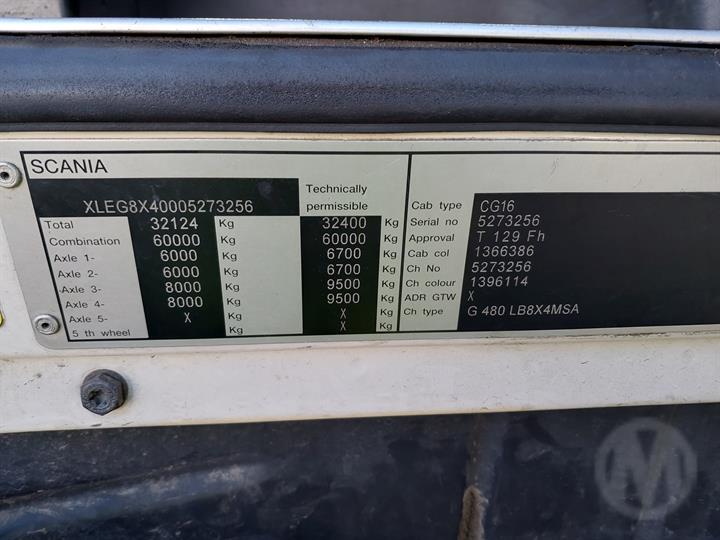 SCANIA
Technically
permissible
XLEG8X40005273256
Total 32124 Kg 32400 Kg
Combination 60000 Kg 60000 Kg
Axle 1- 6000 Kg 6700 Kg
Axle 2- 6000 Kg 6700 Kg
Axle 3- 8000 Kg 9500 Kg
Axle 4- 8000 Kg 9500 Kg
Axle 5- X Kg X Kg
5 th wheel Kg X Kg
Cab type CG16
Serial no 5273256
Approval T 129 Fh
Cab col 1366386
Ch No 5273256
Ch colour 1396114
ADR GTW X
Ch type G 480 LB8X4MSA
M